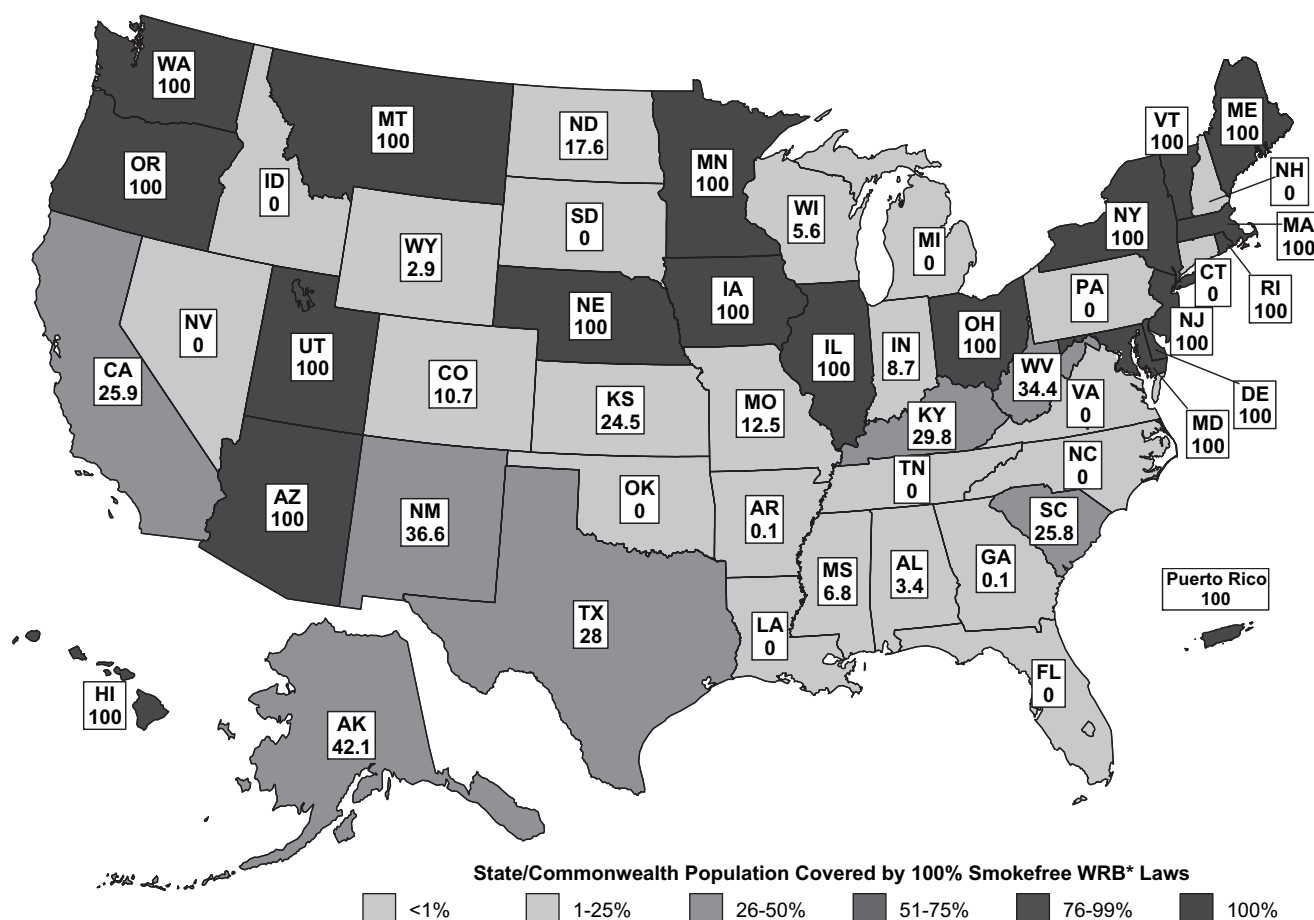 WA
100
MT
100
ND
17.6
MN
100
VT
100
ME
100
OR
100
ID
0
SD
0
WI
5.6
MI
0
NY
100
NH
0
MA
100
WY
2.9
NE
100
IA
100
PA
0
CT
0
RI
100
NV
0
UT
100
CO
10.7
IL
100
IN
8.7
OH
100
NJ
100
CA
25.9
KS
24.5
MO
12.5
KY
29.8
WV
34.4
VA
0
MD
100
DE
100
AZ
100
NM
36.6
OK
0
AR
0.1
TN
0
NC
0
SC
25.8
TX
28
LA
0
MS
6.8
AL
3.4
GA
0.1
FL
0
Puerto Rico
100
HI
100
AK
42.1
State/Commonwealth Population Covered by 100% Smokefree WRB* Laws
<1% 1-25% 26-50% 51-75% 76-99% 100%